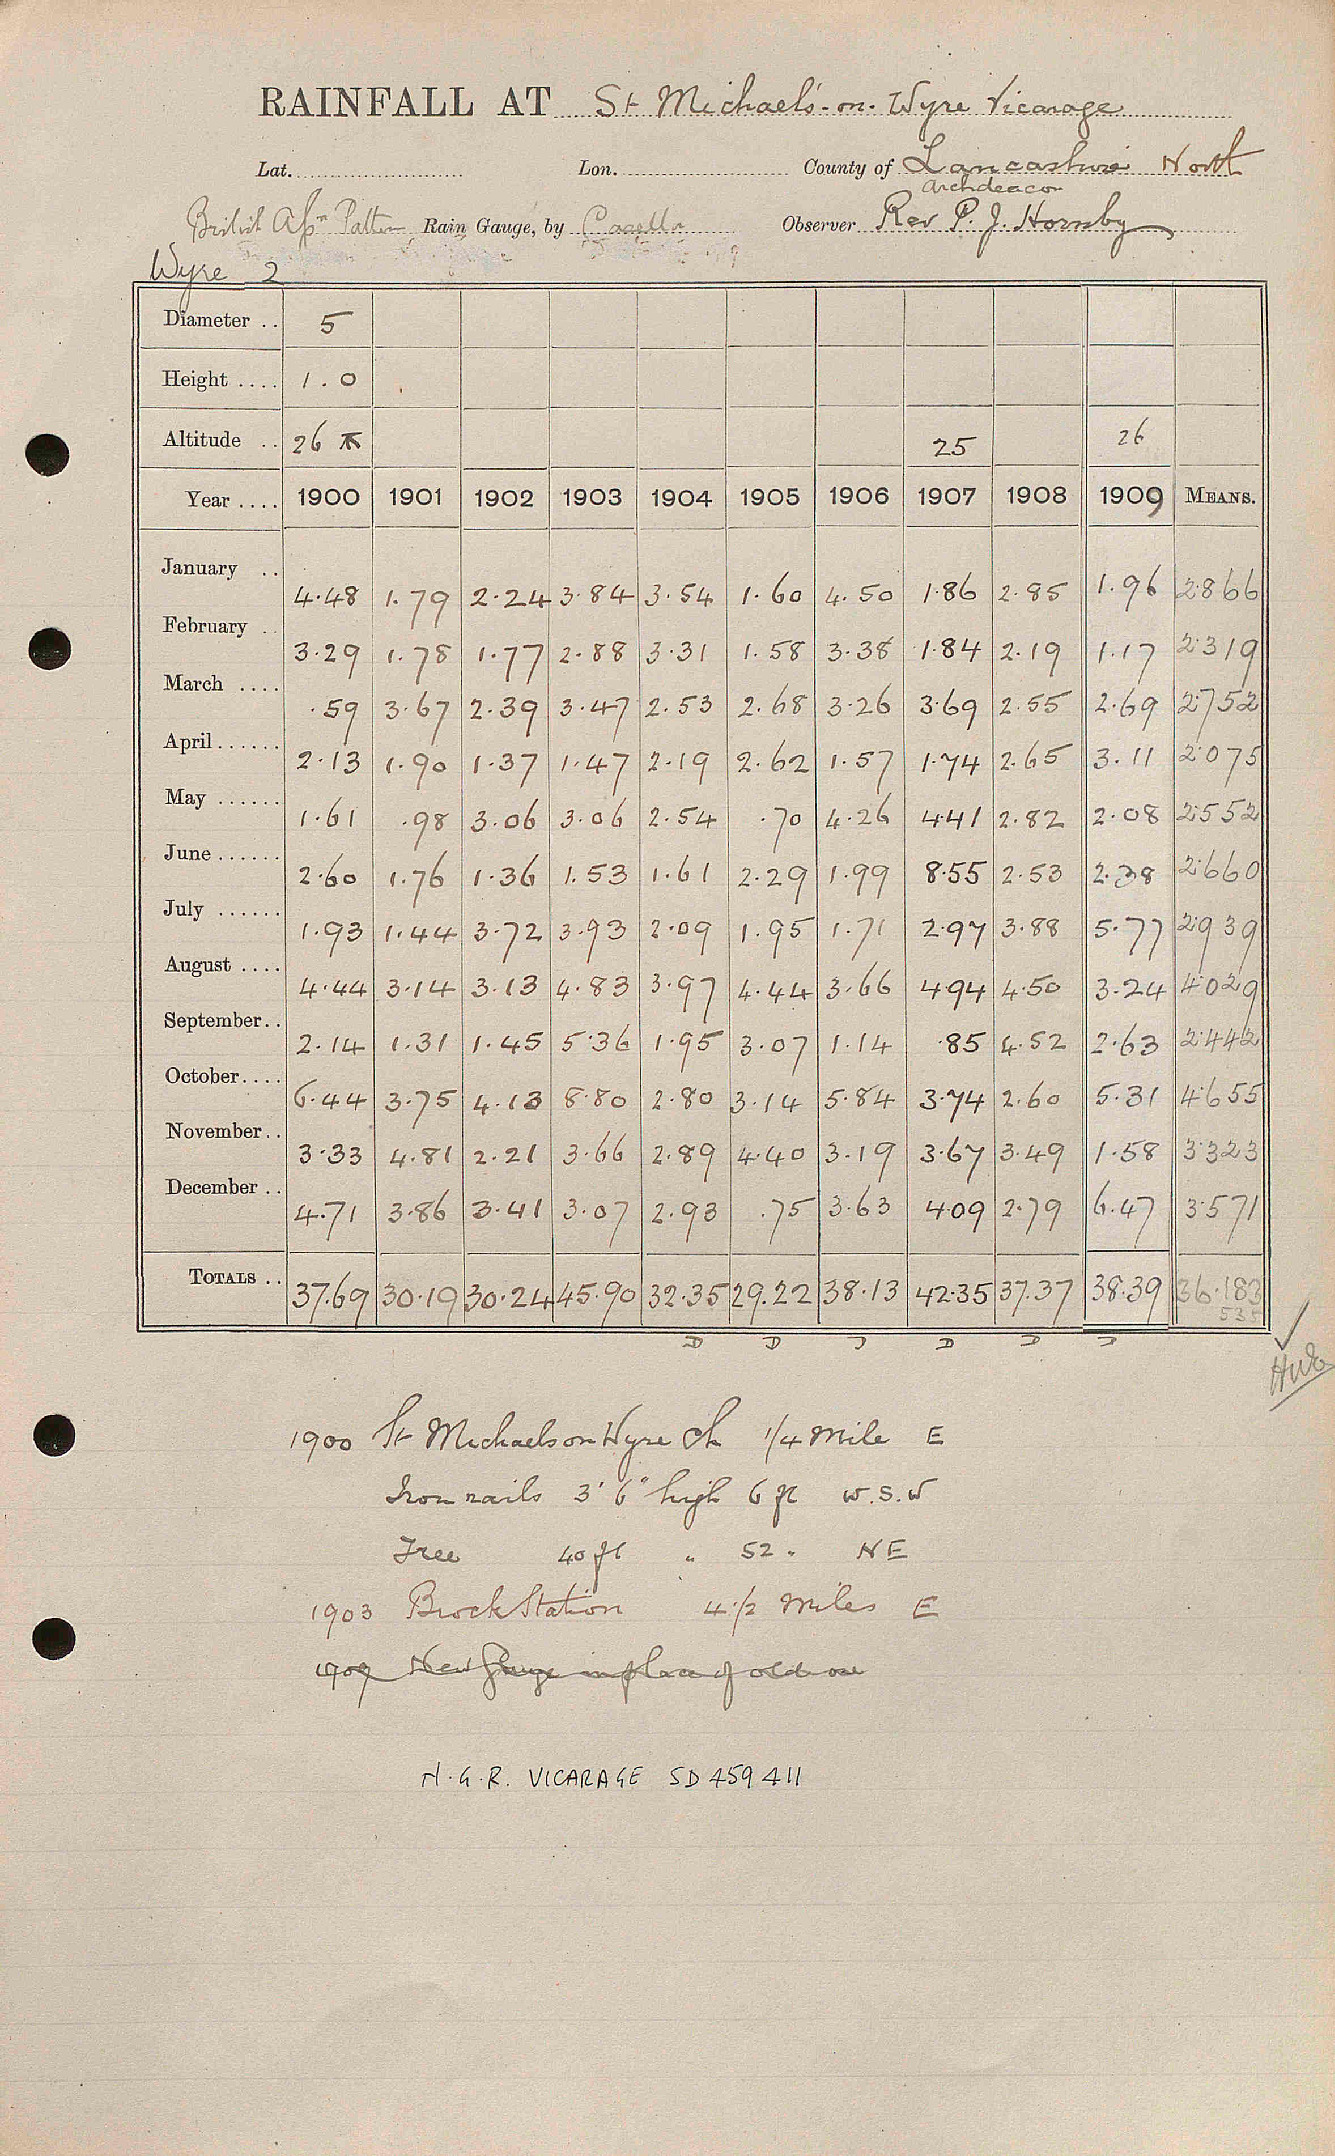 RAINFALL AT St Michael's-on-Wyre Vicarage
Lat. Lon. County of Lancashire North
Archdeacon
British Assn Pattern Rain Gauge, by Casella Observer Rev P. J. Hornby
Wyre 2
Diameter .. 5
Height .... 1.0
Altitude .. 26 25 26
Year .... 1900 1901 1902 1903 1904 1905 1906 1907 1908 1909 MEANS.
January .. 4.48 1.79 2.24 3.84 3.54 1.60 4.50 1.86 2.85 1.96 2.866
February .. 3.29 1.78 1.77 2.88 3.31 1.58 3.38 1.84 2.19 1.17 2.319
March .... .59 3.67 2.39 3.47 2.53 2.68 3.26 3.69 2.55 2.69 2.752
April ...... 2.13 1.90 1.37 1.47 2.19 2.62 1.57 1.74 2.65 3.11 2.075
May ...... 1.61 .98 3.06 3.06 2.54 .70 4.26 4.41 2.82 2.08 2.552
June ...... 2.60 1.76 1.36 1.53 1.61 2.29 1.99 8.55 2.53 2.38 2.660
July ...... 1.93 1.44 3.72 3.93 2.09 1.95 1.71 2.97 3.88 5.77 2.939
August .... 4.44 3.14 3.13 4.83 3.97 4.44 3.66 4.94 4.50 3.24 4.029
September .. 2.14 1.31 1.45 5.36 1.95 3.07 1.14 .85 4.52 2.63 2.442
October .... 6.44 3.75 4.13 8.80 2.80 3.14 5.84 3.74 2.60 5.31 4.655
November .. 3.33 4.81 2.21 3.66 2.89 4.40 3.19 3.67 3.49 1.58 3.323
December .. 4.71 3.86 3.41 3.07 2.93 .75 3.63 4.09 2.79 6.47 3.571
TOTALS .. 37.69 30.19 30.24 45.90 32.35 29.22 38.13 42.35 37.37 38.39 36.183
535
D D D D D D
1900 St Michaels on Wyre Ch 1/4 Mile E
Iron rails 3' 6" high 6 ft W.S.W
Tree 40 ft " 52 " NE
1903 Brock Station 4 1/2 Miles E
1909 New Gauge in place of old one
N.G.R. VICARAGE SD 459 411